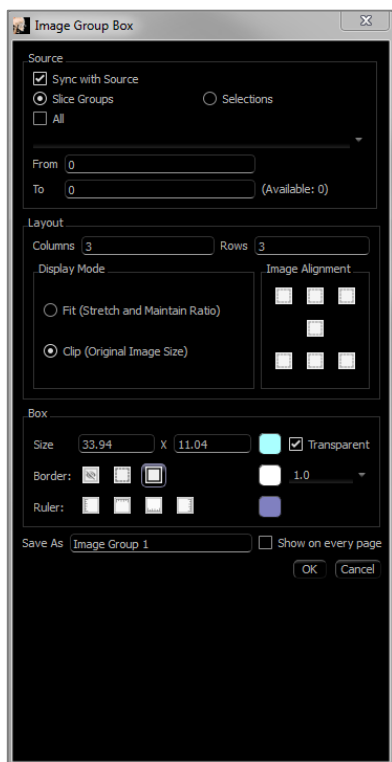 Image Group Box
Source
Sync with Source
Slice Groups Selections
All
From 0
To 0 (Available: 0)
Layout
Columns 3 Rows 3
Display Mode Image Alignment
Fit (Stretch and Maintain Ratio)
Clip (Original Image Size)
Box
Size 33.94 X 11.04 Transparent
Border: 1.0
Ruler:
Save As Image Group 1 Show on every page
OK Cancel